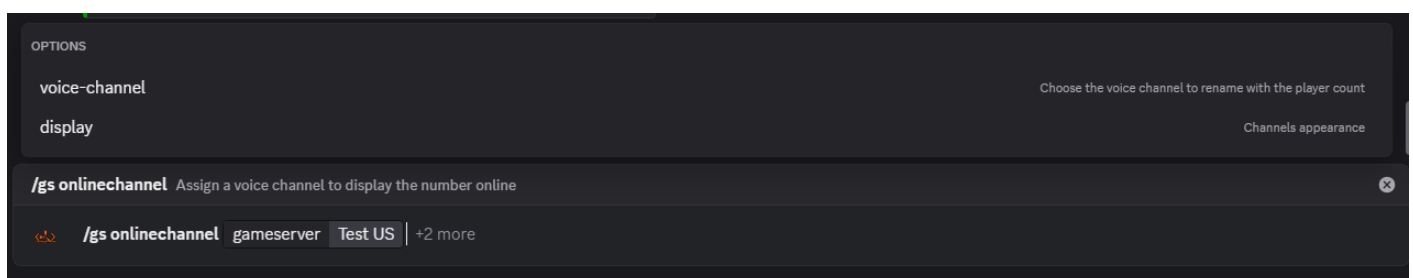 OPTIONS
voice-channel Choose the voice channel to rename with the player count
display Channels appearance
/gs onlinechannel Assign a voice channel to display the number online
/gs onlinechannel gameserver Test US +2 more